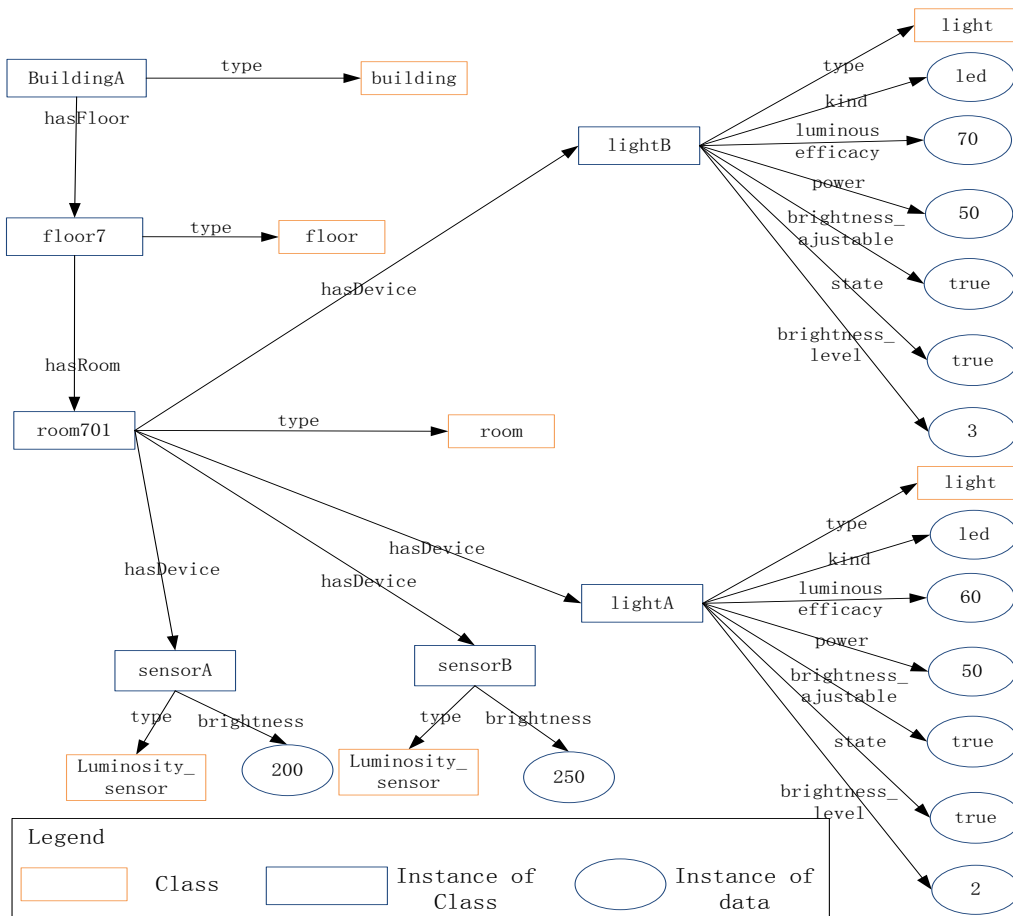 light
type
BuildingA
type
building
led
kind
hasFloor
lightB
luminous
efficacy
70
power
50
brightness_
ajustable
floor7
type
floor
true
hasDevice
state
true
brightness_
level
hasRoom
room701
type
room
3
light
type
led
kind
hasDevice
hasDevice
hasDevice
lightA
luminous
efficacy
60
power
50
brightness_
ajustable
sensorA
sensorB
type
brightness
type
brightness
state
true
Luminosity_
sensor
200
Luminosity_
sensor
250
brightness_
level
true
Legend
Class
Instance of
Class
Instance of
data
2